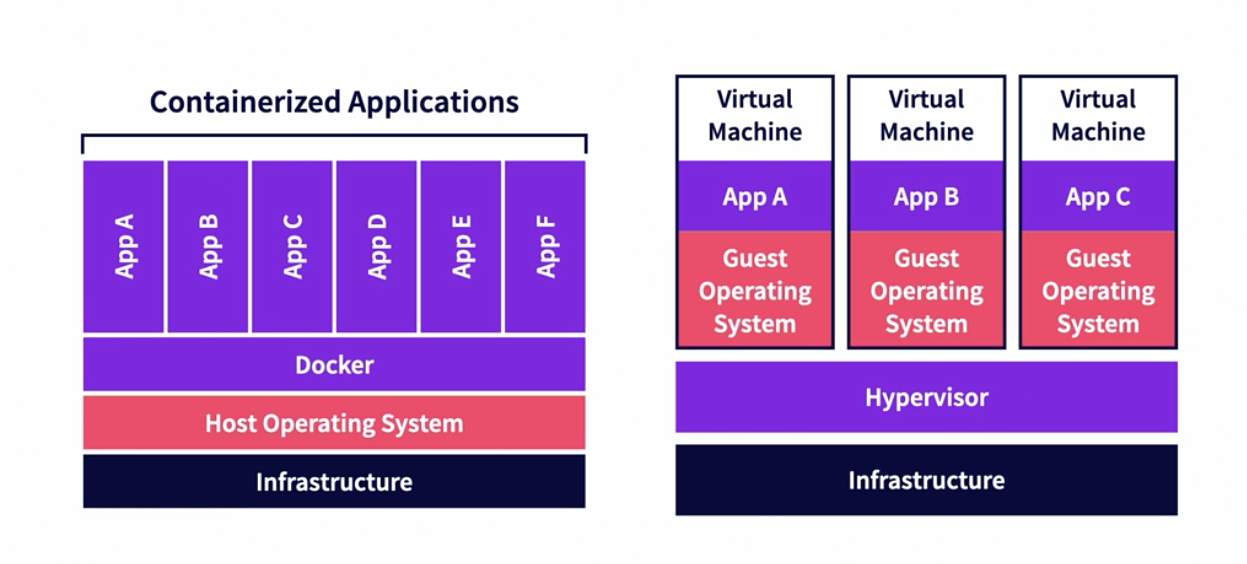 Containerized Applications
App A
App B
App C
App D
App E
App F
Docker
Host Operating System
Infrastructure
Virtual
Machine
App A
Guest
Operating
System
Virtual
Machine
App B
Guest
Operating
System
Virtual
Machine
App C
Guest
Operating
System
Hypervisor
Infrastructure